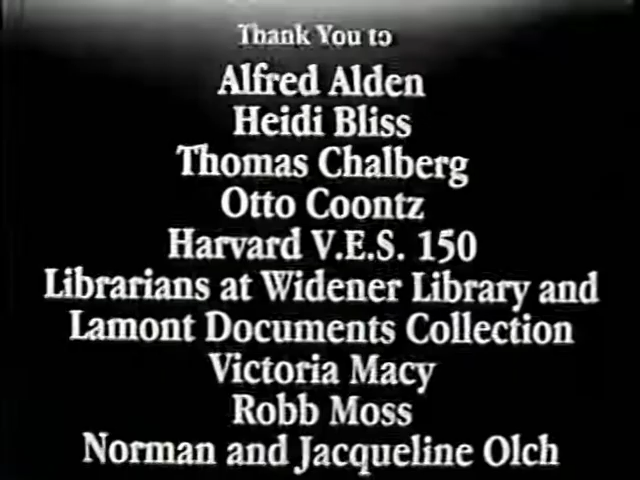 Thank You to
Alfred Alden
Heidi Bliss
Thomas Chalberg
Otto Coontz
Harvard V.E.S. 150
Librarians at Widener Library and
Lamont Documents Collection
Victoria Macy
Robb Moss
Norman and Jacqueline Olch